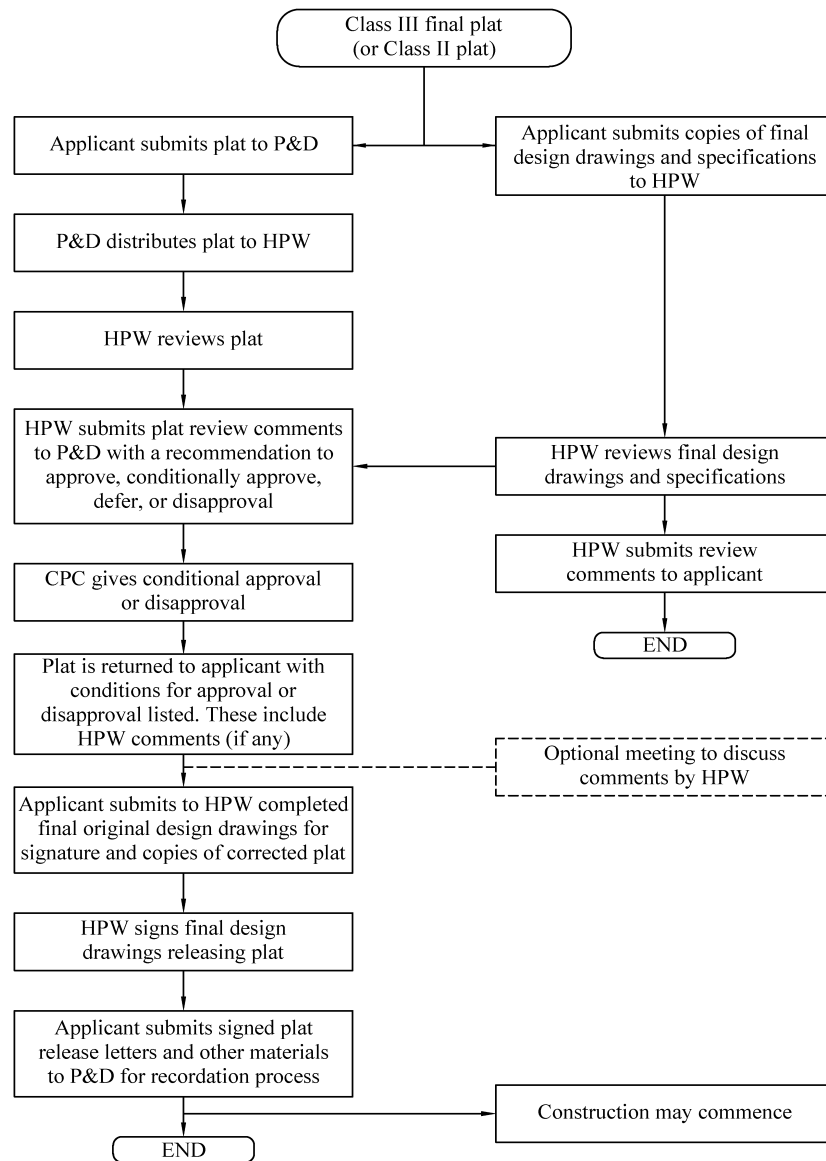 Class III final plat
(or Class II plat)
Applicant submits plat to P&D
Applicant submits copies of final
design drawings and specifications
to HPW
P&D distributes plat to HPW
HPW reviews plat
HPW submits plat review comments
to P&D with a recommendation to
approve, conditionally approve,
defer, or disapproval
HPW reviews final design
drawings and specifications
HPW submits review
comments to applicant
END
CPC gives conditional approval
or disapproval
Plat is returned to applicant with
conditions for approval or
disapproval listed. These include
HPW comments (if any)
Optional meeting to discuss
comments by HPW
Applicant submits to HPW completed
final original design drawings for
signature and copies of corrected plat
HPW signs final design
drawings releasing plat
Applicant submits signed plat
release letters and other materials
to P&D for recordation process
Construction may commence
END